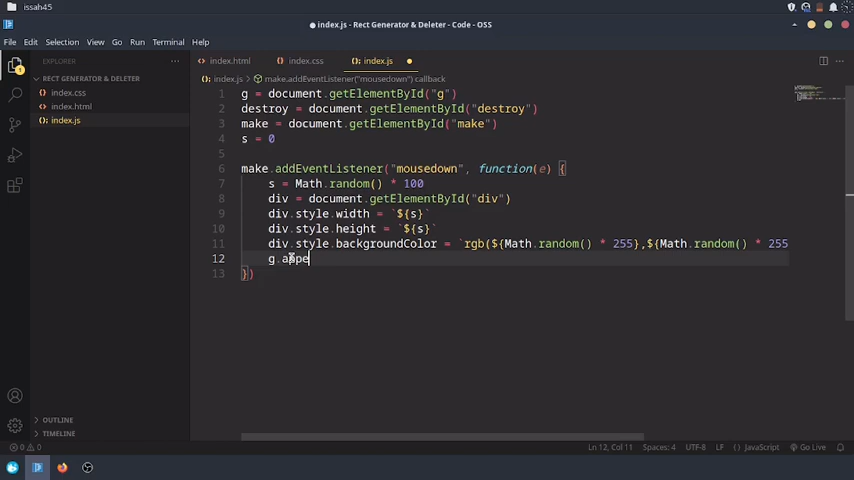 issah45
index.js - Rect Generator & Deleter - Code - OSS
File Edit Selection View Go Run Terminal Help
EXPLORER
index.html
index.css
index.js
RECT GENERATOR & DELETER
index.js > make.addEventListener("mousedown") callback
index.css
index.html
index.js
1 g = document.getElementById("g")
2 destroy = document.getElementById("destroy")
3 make = document.getElementById("make")
4 s = 0
5
6 make.addEventListener("mousedown", function(e) {
7 s = Math.random() * 100
8 div = document.getElementById("div")
9 div.style.width = `${s}`
10 div.style.height = `${s}`
11 div.style.backgroundColor = `rgb(${Math.random() * 255},${Math.random() * 255
12 g.appe
13 })
OUTLINE
TIMELINE
0 0
Ln 12, Col 11 Spaces: 4 UTF-8 LF {} JavaScript Go Live